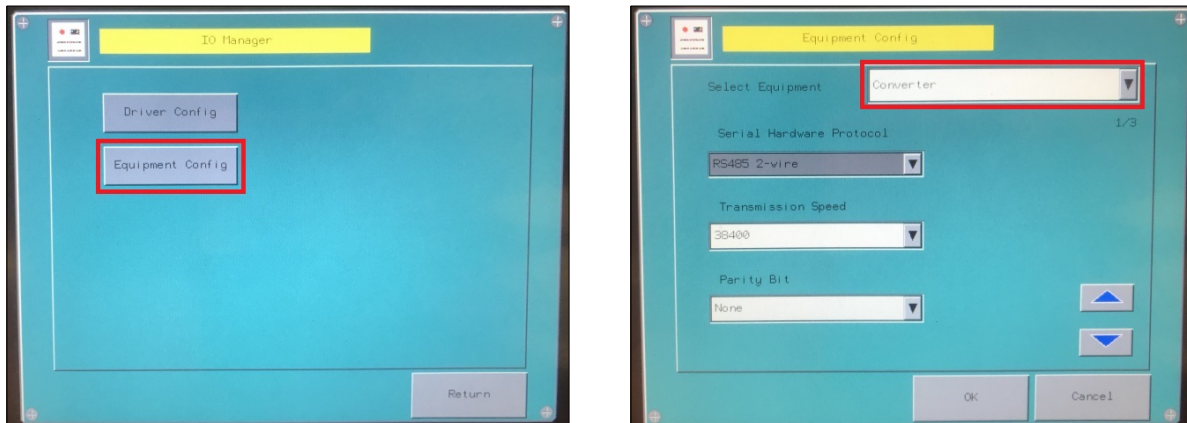 IO Manager
Driver Config
Equipment Config
Return
Equipment Config
Select Equipment
Converter
1/3
Serial Hardware Protocol
RS485 2-wire
Transmission Speed
38400
Parity Bit
None
OK
Cancel